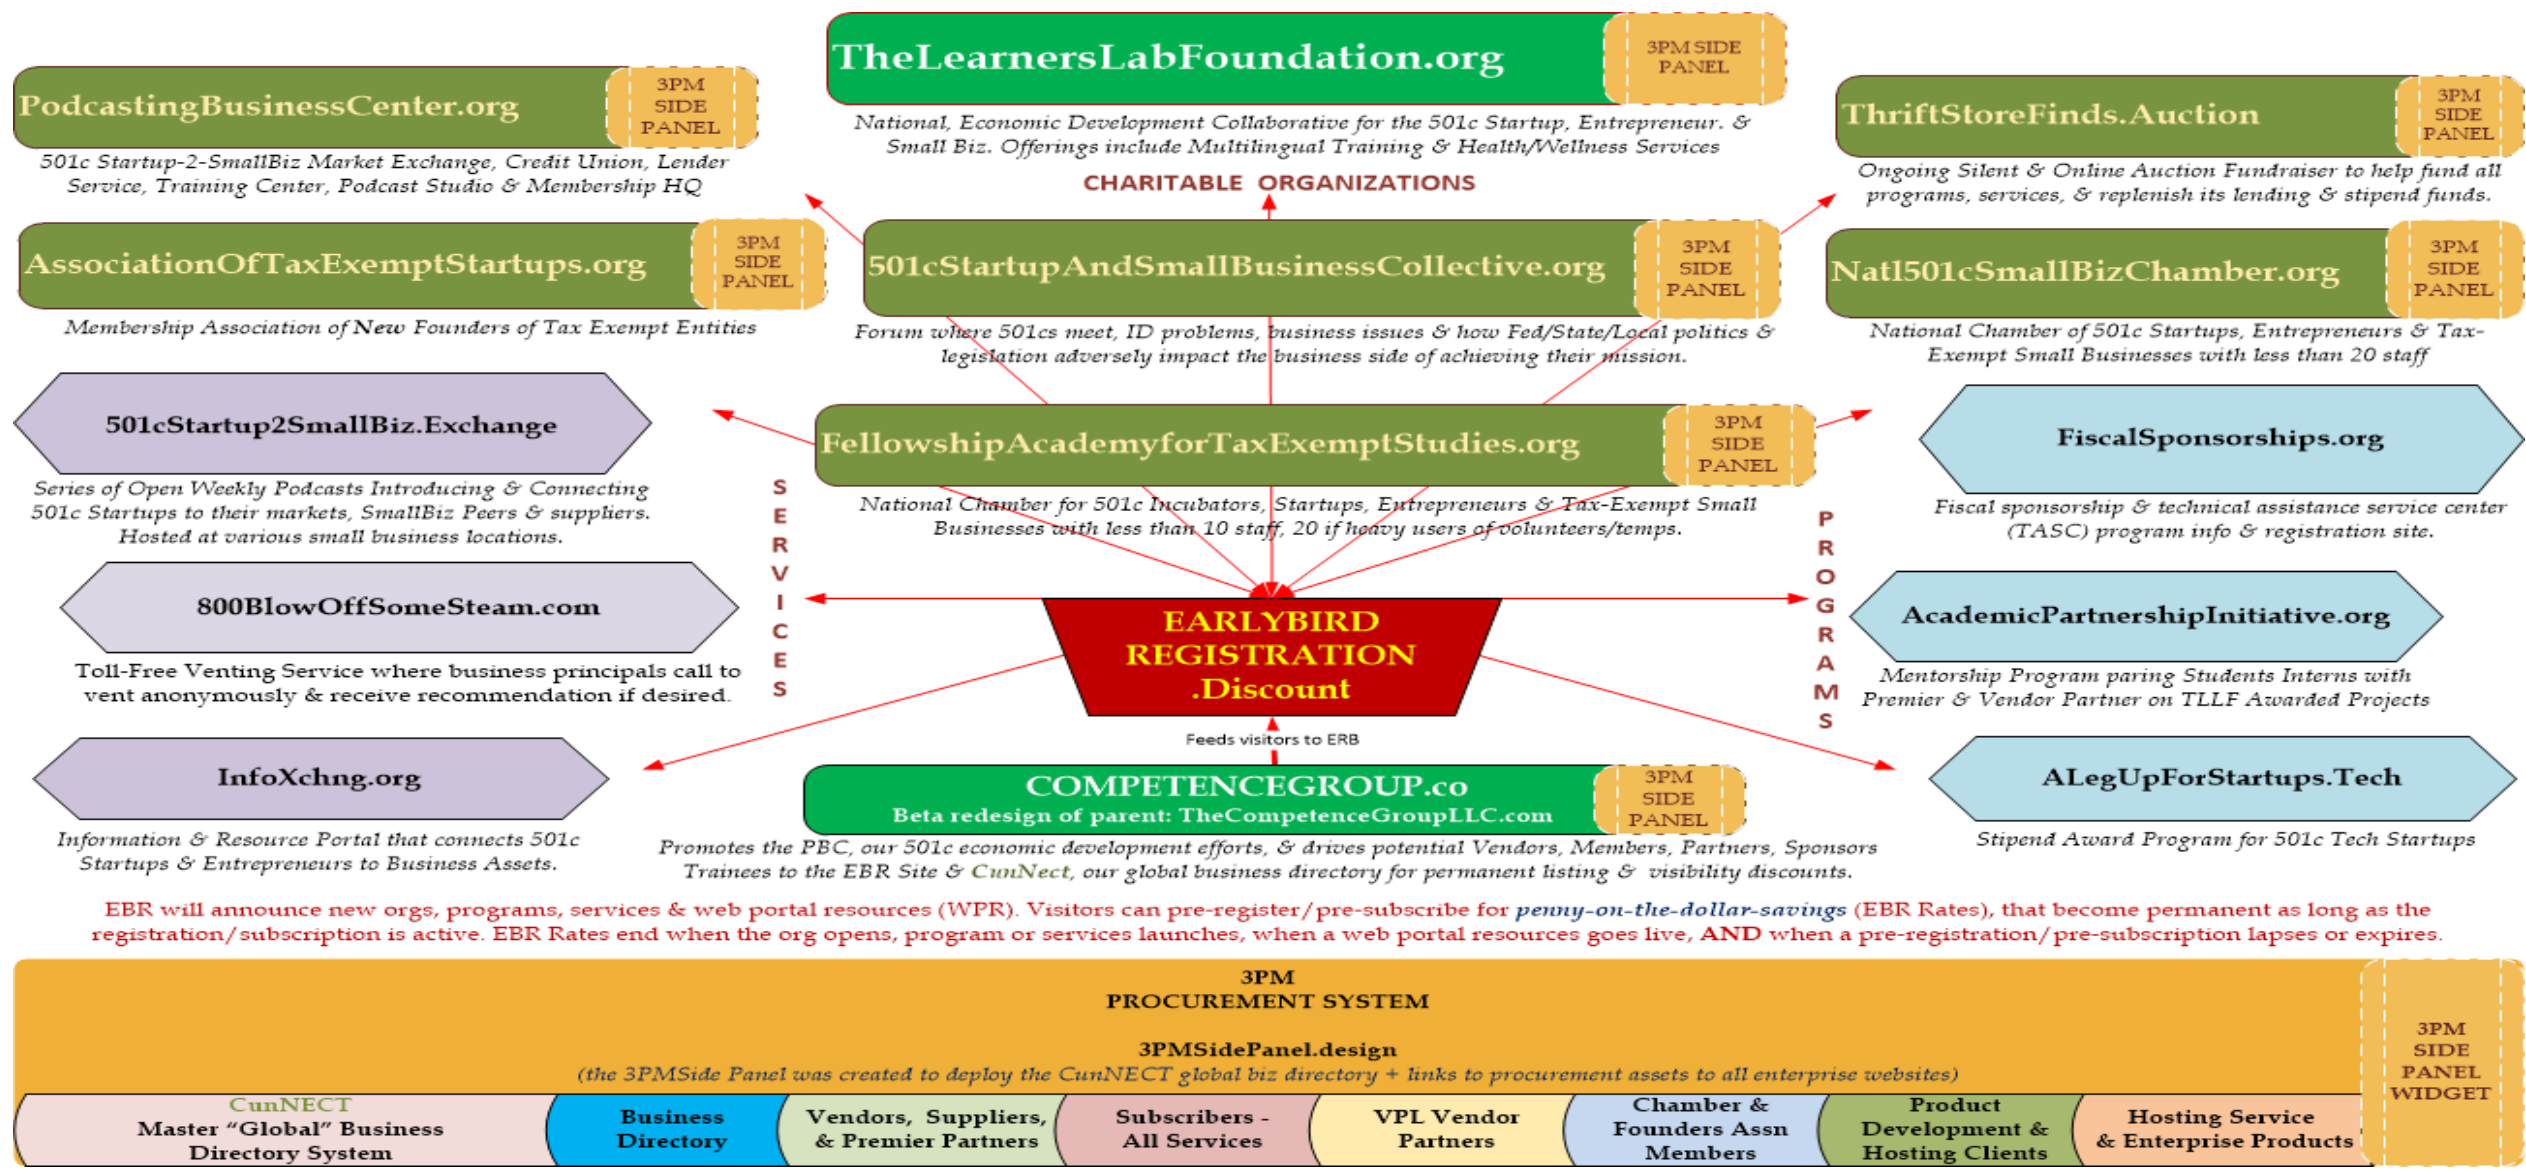 TheLearnersLabFoundation.org
3PM SIDE
PANEL
National, Economic Development Collaborative for the 501c Startup, Entrepreneur. &
Small Biz. Offerings include Multilingual Training & Health/Wellness Services
CHARITABLE ORGANIZATIONS
PodcastingBusinessCenter.org
3PM
SIDE
PANEL
501c Startup-2-SmallBiz Market Exchange, Credit Union, Lender
Service, Training Center, Podcast Studio & Membership HQ
ThriftStoreFinds.Auction
3PM
SIDE
PANEL
Ongoing Silent & Online Auction Fundraiser to help fund all
programs, services, & replenish its lending & stipend funds.
AssociationOfTaxExemptStartups.org
3PM
SIDE
PANEL
Membership Association of New Founders of Tax Exempt Entities
501cStartupAndSmallBusinessCollective.org
3PM
SIDE
PANEL
Forum where 501cs meet, ID problems, business issues & how Fed/State/Local politics &
legislation adversely impact the business side of achieving their mission.
Natl501cSmallBizChamber.org
3PM
SIDE
PANEL
National Chamber of 501c Startups, Entrepreneurs & Tax-
Exempt Small Businesses with less than 20 staff
501cStartup2SmallBiz.Exchange
Series of Open Weekly Podcasts Introducing & Connecting
501c Startups to their markets, SmallBiz Peers & suppliers.
Hosted at various small business locations.
FellowshipAcademyforTaxExemptStudies.org
3PM
SIDE
PANEL
National Chamber for 501c Incubators, Startups, Entrepreneurs & Tax-Exempt Small
Businesses with less than 10 staff, 20 if heavy users of volunteers/temps.
FiscalSponsorships.org
Fiscal sponsorship & technical assistance service center
(TASC) program info & registration site.
SERVICES
PROGRAMS
800BlowOffSomeSteam.com
Toll-Free Venting Service where business principals call to
vent anonymously & receive recommendation if desired.
EARLYBIRD
REGISTRATION
.Discount
Feeds visitors to ERB
AcademicPartnershipInitiative.org
Mentorship Program paring Students Interns with
Premier & Vendor Partner on TLLF Awarded Projects
InfoXchng.org
Information & Resource Portal that connects 501c
Startups & Entrepreneurs to Business Assets.
COMPETENCEGROUP.co
Beta redesign of parent: TheCompetenceGroupLLC.com
3PM
SIDE
PANEL
Promotes the PBC, our 501c economic development efforts, & drives potential Vendors, Members, Partners, Sponsors
Trainees to the EBR Site & CunNect, our global business directory for permanent listing & visibility discounts.
ALegUpForStartups.Tech
Stipend Award Program for 501c Tech Startups
EBR will announce new orgs, programs, services & web portal resources (WPR). Visitors can pre-register/pre-subscribe for penny-on-the-dollar-savings (EBR Rates), that become permanent as long as the
registration/subscription is active. EBR Rates end when the org opens, program or services launches, when a web portal resources goes live, AND when a pre-registration/pre-subscription lapses or expires.
3PM
PROCUREMENT SYSTEM
3PMSidePanel.design
(the 3PMSide Panel was created to deploy the CunNECT global biz directory + links to procurement assets to all enterprise websites)
3PM
SIDE
PANEL
WIDGET
CunNECT
Master “Global” Business
Directory System
Business
Directory
Vendors, Suppliers,
& Premier Partners
Subscribers -
All Services
VPL Vendor
Partners
Chamber &
Founders Assn
Members
Product
Development &
Hosting Clients
Hosting Service
& Enterprise Products